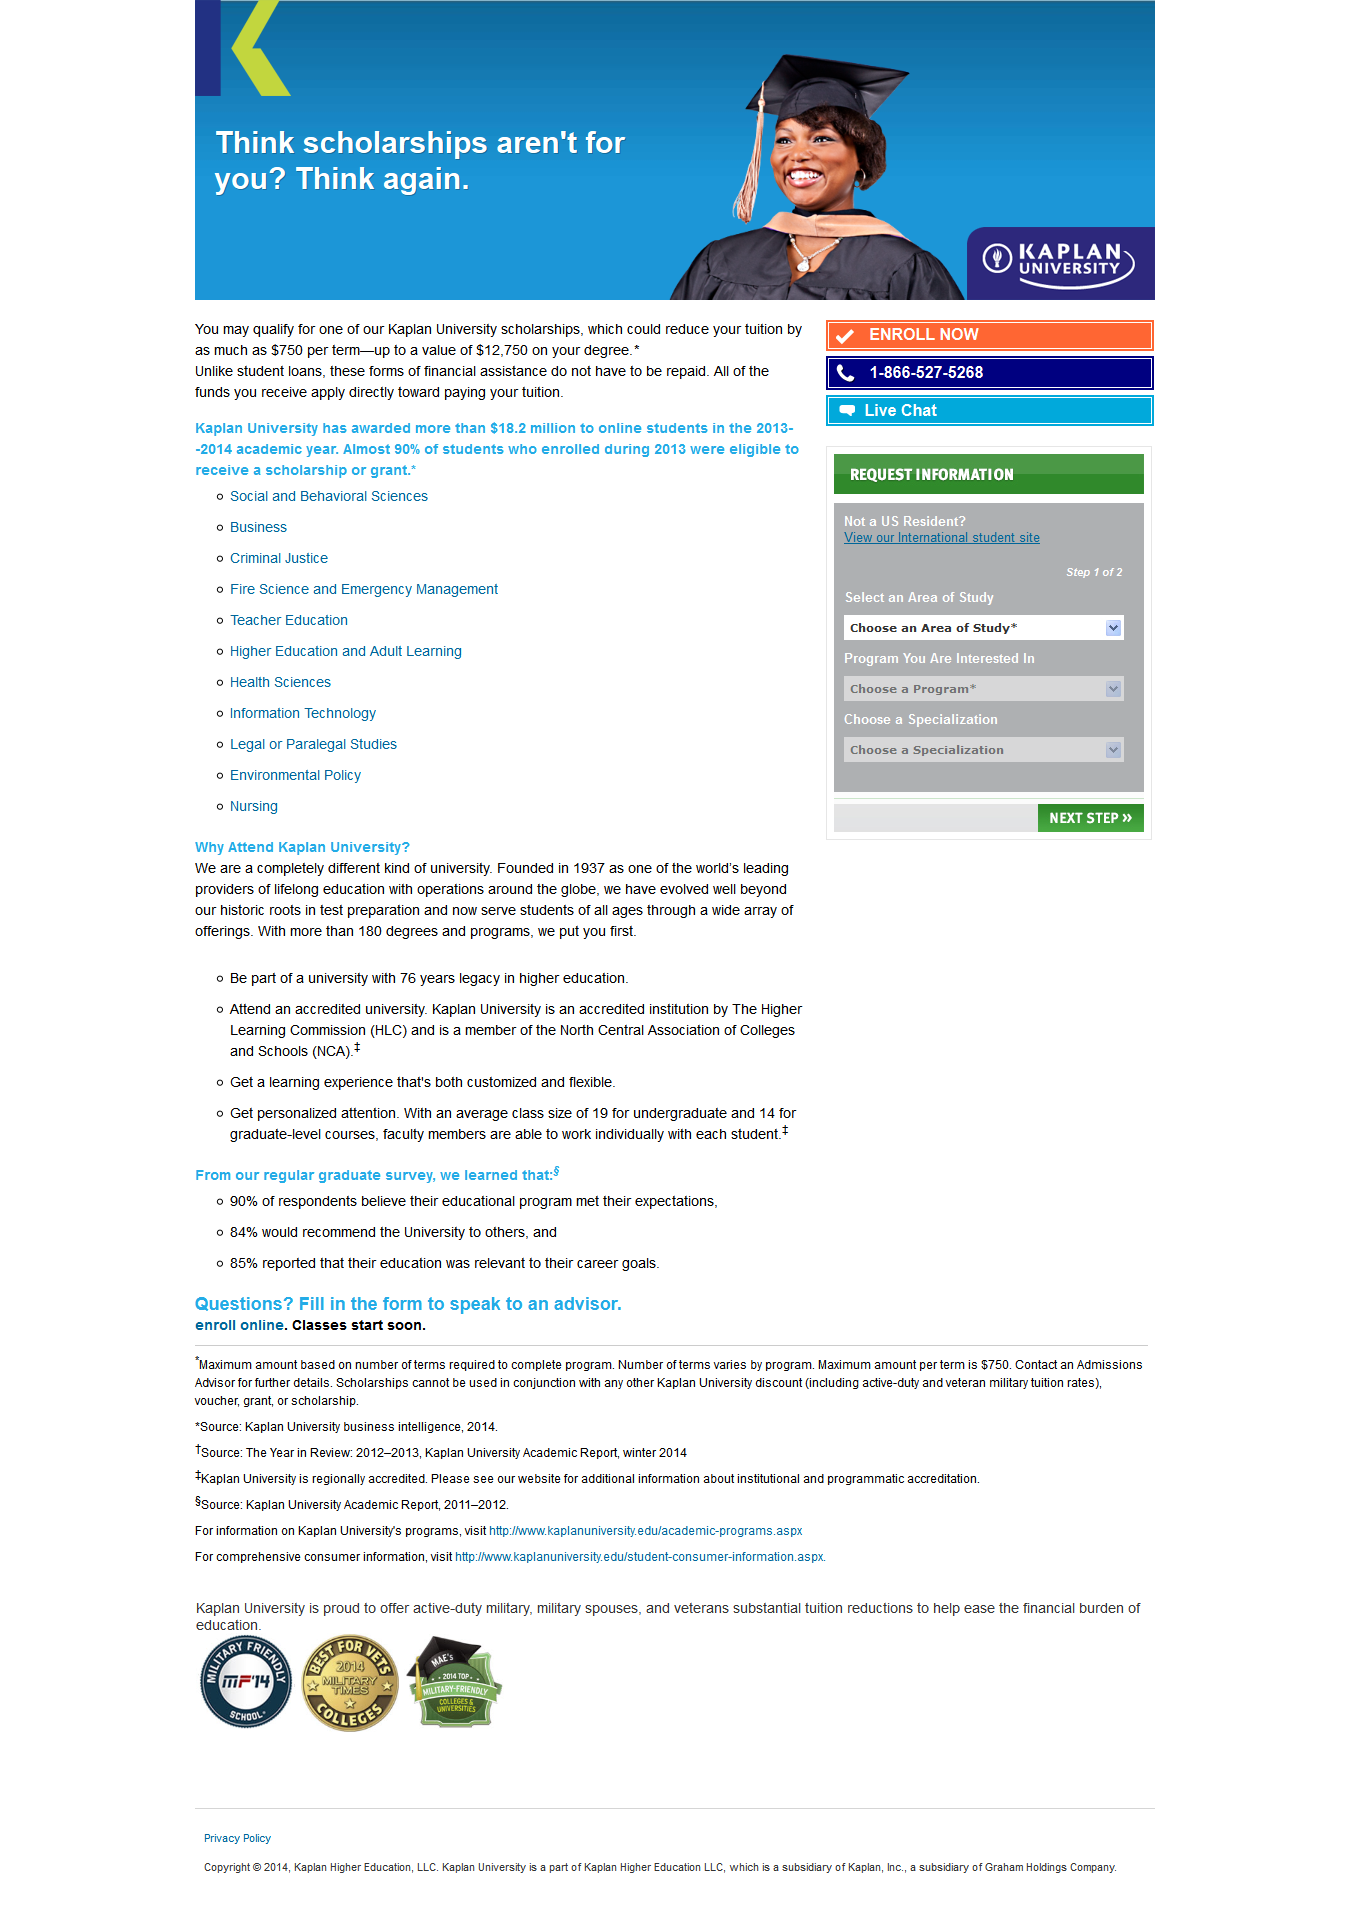 Think scholarships aren't for
you? Think again.
KAPLAN
UNIVERSITY
You may qualify for one of our Kaplan University scholarships, which could reduce your tuition by
as much as $750 per term—up to a value of $12,750 on your degree.*
Unlike student loans, these forms of financial assistance do not have to be repaid. All of the
funds you receive apply directly toward paying your tuition.
Kaplan University has awarded more than $18.2 million to online students in the 2013-
-2014 academic year. Almost 90% of students who enrolled during 2013 were eligible to
receive a scholarship or grant.*
Social and Behavioral Sciences
Business
Criminal Justice
Fire Science and Emergency Management
Teacher Education
Higher Education and Adult Learning
Health Sciences
Information Technology
Legal or Paralegal Studies
Environmental Policy
Nursing
Why Attend Kaplan University?
We are a completely different kind of university. Founded in 1937 as one of the world's leading
providers of lifelong education with operations around the globe, we have evolved well beyond
our historic roots in test preparation and now serve students of all ages through a wide array of
offerings. With more than 180 degrees and programs, we put you first.
Be part of a university with 76 years legacy in higher education.
Attend an accredited university. Kaplan University is an accredited institution by The Higher
Learning Commission (HLC) and is a member of the North Central Association of Colleges
and Schools (NCA).‡
Get a learning experience that's both customized and flexible.
Get personalized attention. With an average class size of 19 for undergraduate and 14 for
graduate-level courses, faculty members are able to work individually with each student.‡
From our regular graduate survey, we learned that:§
90% of respondents believe their educational program met their expectations,
84% would recommend the University to others, and
85% reported that their education was relevant to their career goals.
Questions? Fill in the form to speak to an advisor.
enroll online. Classes start soon.
ENROLL NOW
1-866-527-5268
Live Chat
REQUEST INFORMATION
Not a US Resident?
View our International student site
Step 1 of 2
Select an Area of Study
Choose an Area of Study*
Program You Are Interested In
Choose a Program*
Choose a Specialization
Choose a Specialization
NEXT STEP »
*Maximum amount based on number of terms required to complete program. Number of terms varies by program. Maximum amount per term is $750. Contact an Admissions
Advisor for further details. Scholarships cannot be used in conjunction with any other Kaplan University discount (including active-duty and veteran military tuition rates),
voucher, grant, or scholarship.
*Source: Kaplan University business intelligence, 2014.
†Source: The Year in Review: 2012–2013, Kaplan University Academic Report, winter 2014
‡Kaplan University is regionally accredited. Please see our website for additional information about institutional and programmatic accreditation.
§Source: Kaplan University Academic Report, 2011–2012.
For information on Kaplan University's programs, visit http://www.kaplanuniversity.edu/academic-programs.aspx
For comprehensive consumer information, visit http://www.kaplanuniversity.edu/student-consumer-information.aspx.
Kaplan University is proud to offer active-duty military, military spouses, and veterans substantial tuition reductions to help ease the financial burden of
education.
MILITARY FRIENDLY
MF'14
SCHOOL®
BEST FOR VETS
2014
MILITARY
TIMES
COLLEGES
MAE's
2014 TOP
MILITARY-FRIENDLY
COLLEGES &
UNIVERSITIES
Privacy Policy
Copyright © 2014, Kaplan Higher Education, LLC. Kaplan University is a part of Kaplan Higher Education LLC, which is a subsidiary of Kaplan, Inc., a subsidiary of Graham Holdings Company.